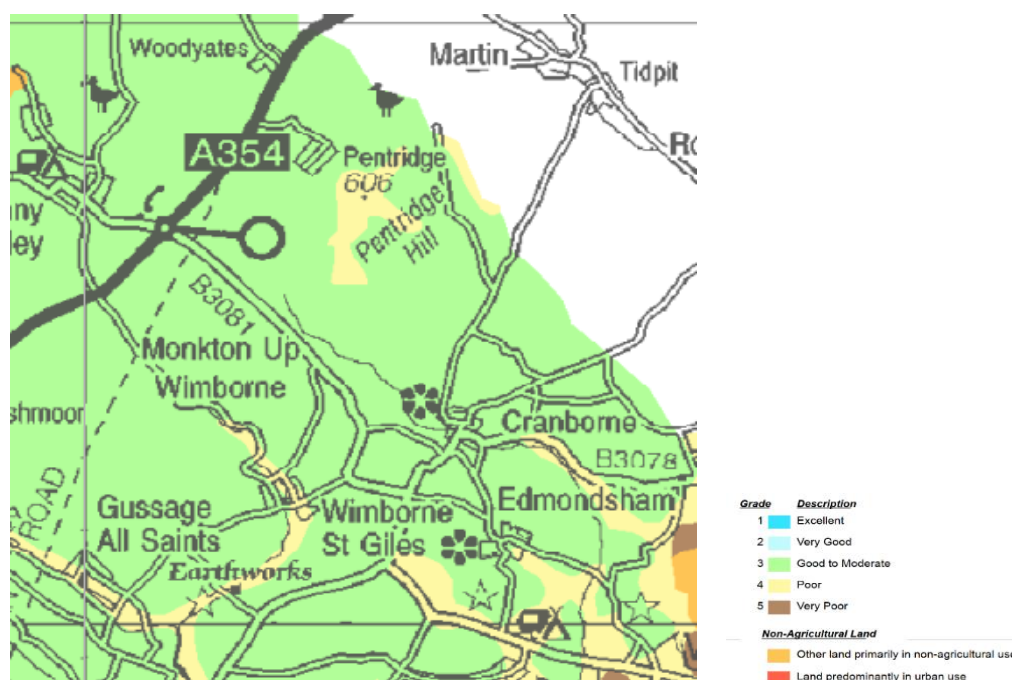 Woodyates
Martin
Tidpit
A354
Pentridge
606
Pentridge
Hill
ny
ey
B3081
Monkton Up
Wimborne
shmoor
Cranborne
B3078
ROAD
Gussage
All Saints
Wimborne
St Giles
Edmondsham
Earthworks
Grade Description
1 Excellent
2 Very Good
3 Good to Moderate
4 Poor
5 Very Poor
Non-Agricultural Land
Other land primarily in non-agricultural use
Land predominantly in urban use